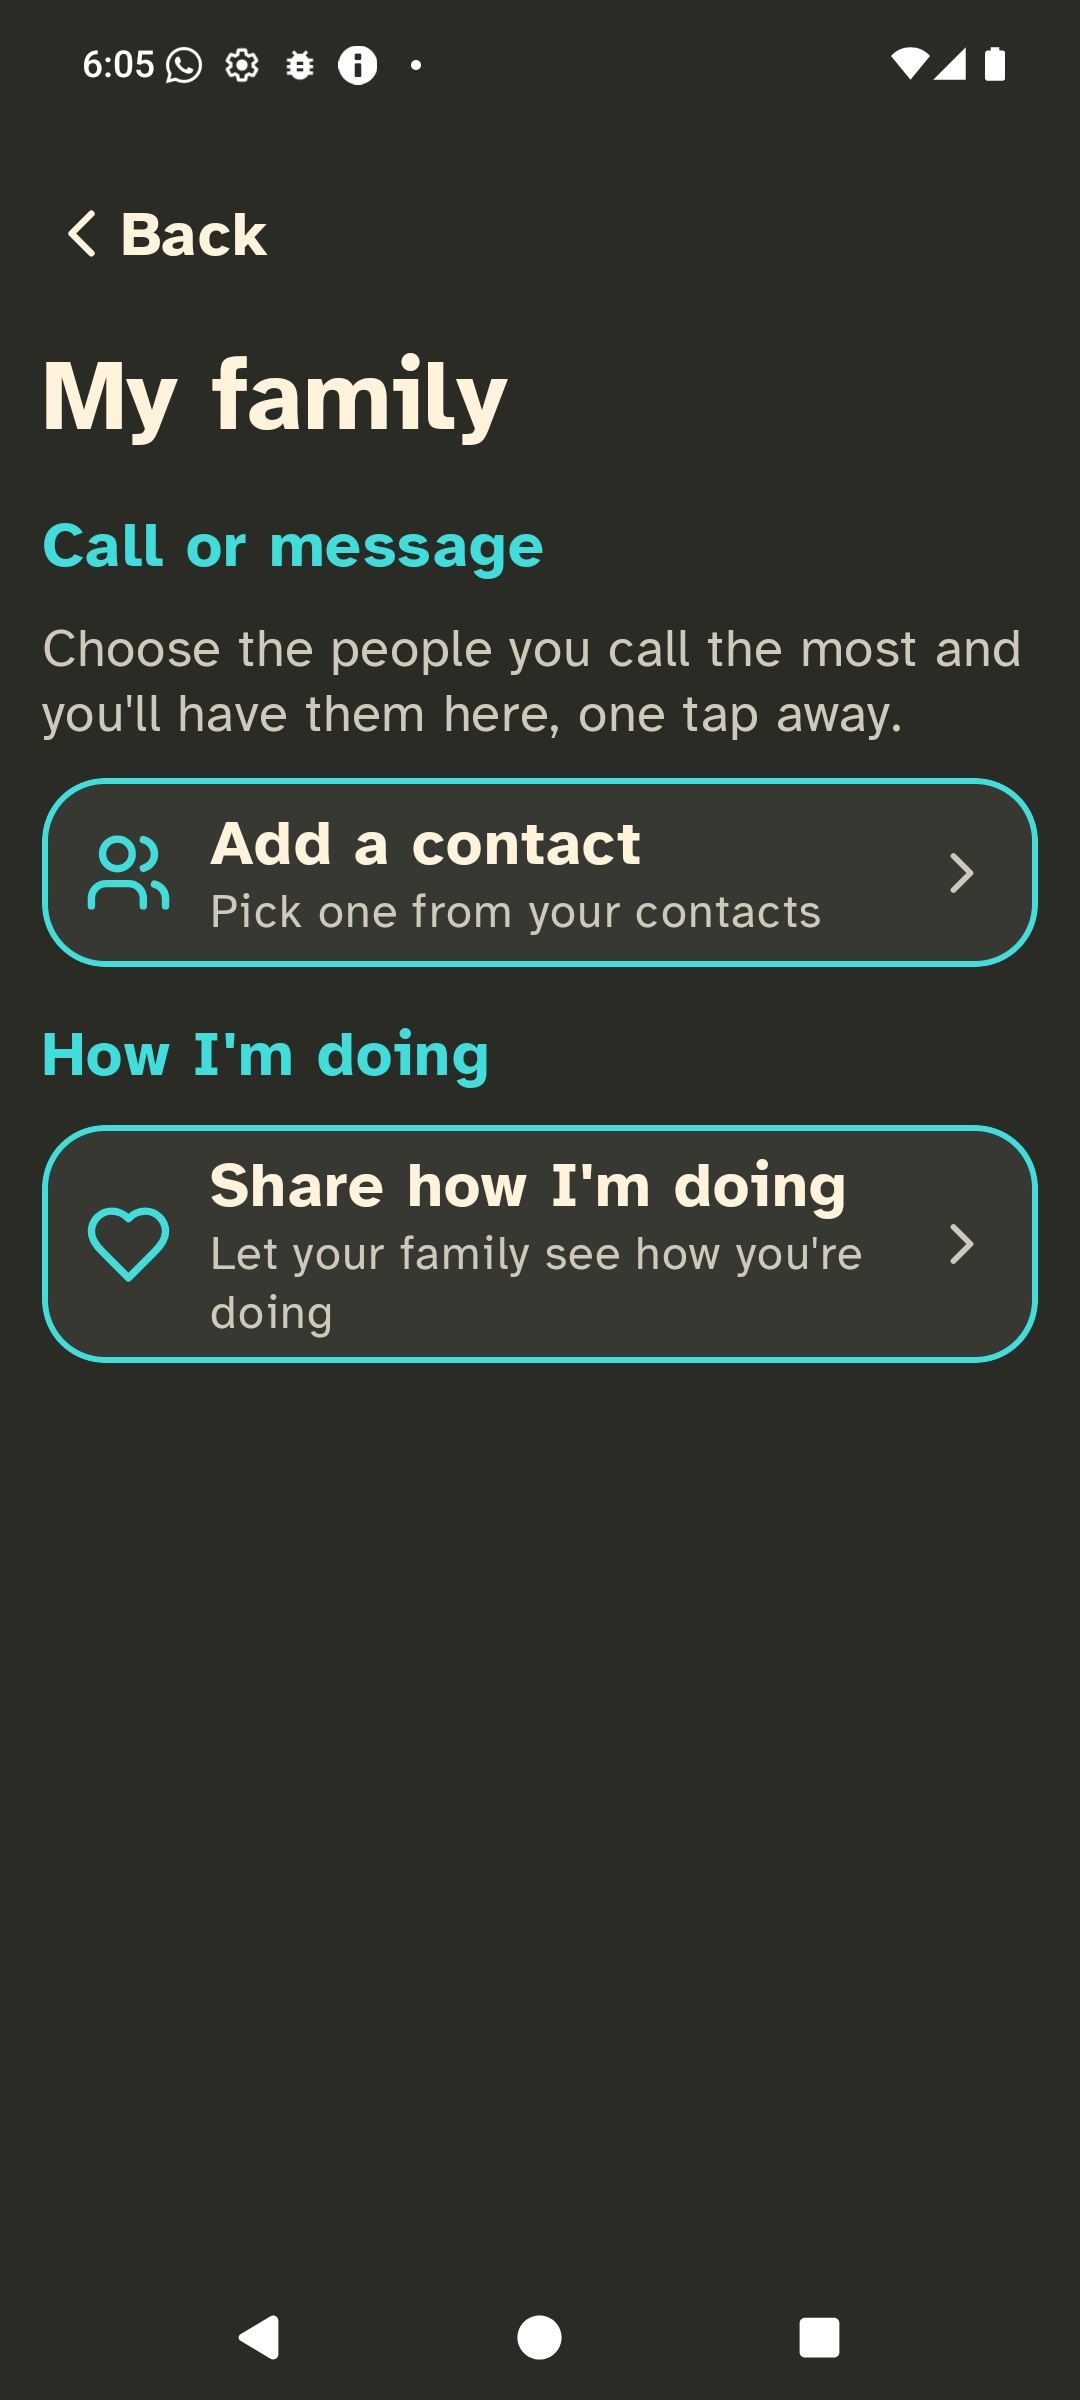 6:05
Back
My family
Call or message
Choose the people you call the most and
you'll have them here, one tap away.
Add a contact
Pick one from your contacts
How I'm doing
Share how I'm doing
Let your family see how you're
doing